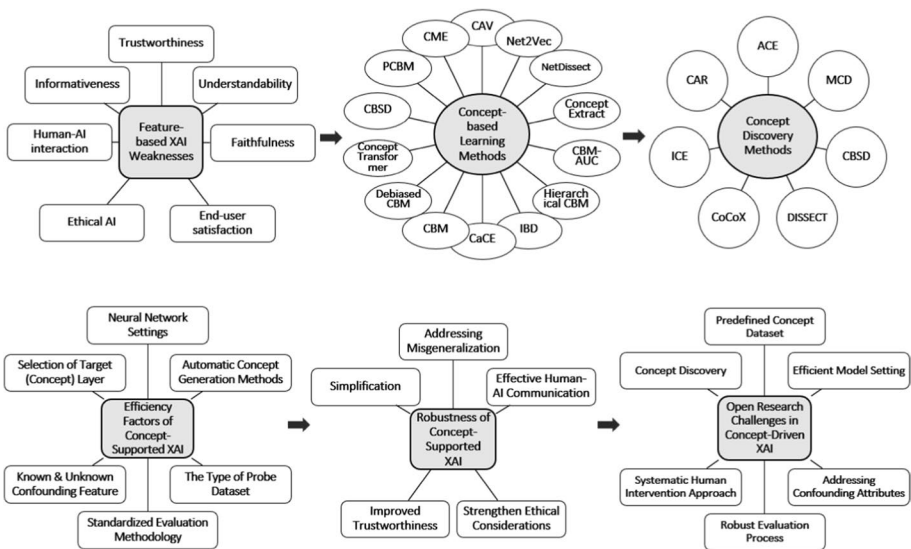 Trustworthiness
Informativeness
Understandability
Feature-
based XAI
Weaknesses
Human-AI
interaction
Faithfulness
Ethical AI
End-user
satisfaction
CAV
CME
Net2Vec
PCBM
NetDissect
CBSD
Concept-
based
Learning
Methods
Concept
Extract
Concept
Transfor
mer
CBM-
AUC
Debiased
CBM
Hierarch
ical CBM
CBM
CaCE
IBD
ACE
CAR
MCD
Concept
Discovery
Methods
ICE
CBSD
CoCoX
DISSECT
Neural Network
Settings
Selection of Target
(Concept) Layer
Automatic Concept
Generation Methods
Efficiency
Factors of
Concept-
Supported XAI
Known & Unknown
Confounding Feature
The Type of Probe
Dataset
Standardized Evaluation
Methodology
Addressing
Misgeneralization
Simplification
Effective Human-
AI Communication
Robustness of
Concept-
Supported
XAI
Improved
Trustworthiness
Strengthen Ethical
Considerations
Predefined Concept
Dataset
Concept Discovery
Efficient Model Setting
Open Research
Challenges in
Concept-Driven
XAI
Systematic Human
Intervention Approach
Addressing
Confounding Attributes
Robust Evaluation
Process